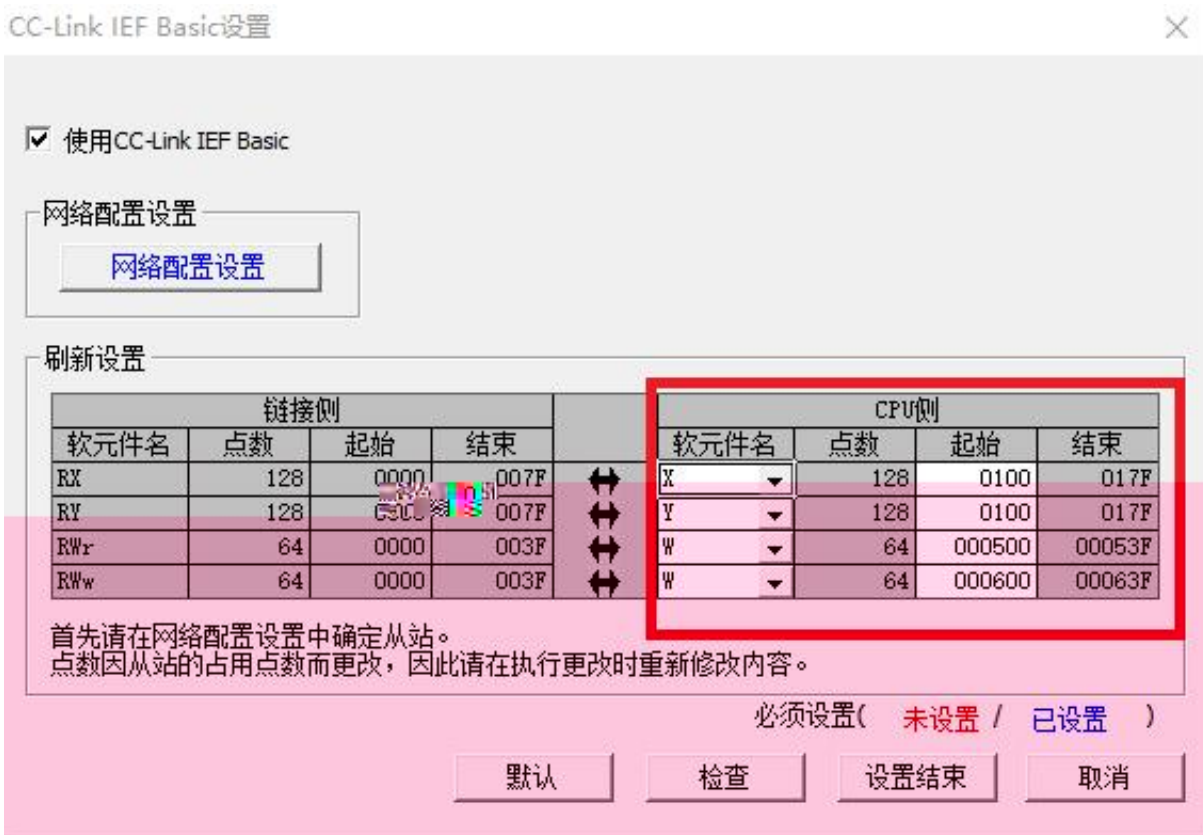 CC-Link IEF Basic设置
使用CC-Link IEF Basic
网络配置设置
网络配置设置
刷新设置
链接侧 CPU侧
软元件名 点数 起始 结束 软元件名 点数 起始 结束
RX 128 0000 007F X 128 0100 017F
RY 128 007F Y 128 0100 017F
RWr 64 0000 003F W 64 000500 00053F
RWw 64 0000 003F W 64 000600 00063F
首先请在网络配置设置中确定从站。
点数因从站的占用点数而更改，因此请在执行更改时重新修改内容。
必须设置( 未设置 / 已设置 )
默认 检查 设置结束 取消